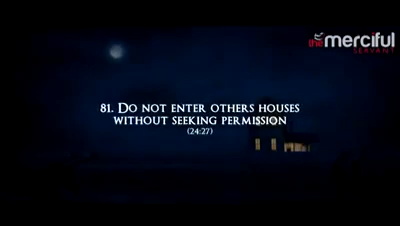 the merciful
SERVANT
81. Do not enter others houses
without seeking permission
(24:27)